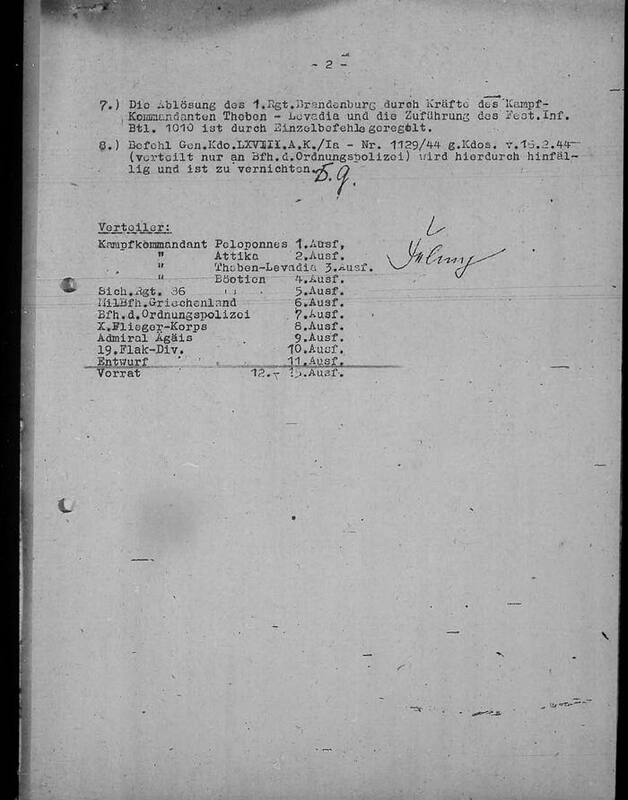 - 2 -
7.) Die Ablösung des 1.Rgt.Brandenburg durch Kräfte des Kampf-
Kommandanten Theben - Levadia und die Zuführung des Fest.Inf.
Btl. 1010 ist durch Einzelbefehle geregelt.
8.) Befehl Gen.Kdo.LXVIII.A.K./Ia - Nr. 1129/44 g.Kdos. v.15.2.44
(verteilt nur an Bfh.d.Ordnungspolizei) wird hierdurch hinfäl-
lig und ist zu vernichten.
Verteiler:
Kampfkommandant Peloponnes 1.Ausf,
" Attika 2.Ausf.
" Theben-Levadia 3.Ausf.
" Böotien 4.Ausf.
Sich.Rgt. 86 5.Ausf.
MilBfh.Griechenland 6.Ausf.
Bfh.d.Ordnungspolizei 7.Ausf.
X.Flieger-Korps 8.Ausf.
Admiral Ägäis 9.Ausf.
19.Flak-Div. 10.Ausf.
Entwurf 11.Ausf.
Vorrat 12.- 15.Ausf.